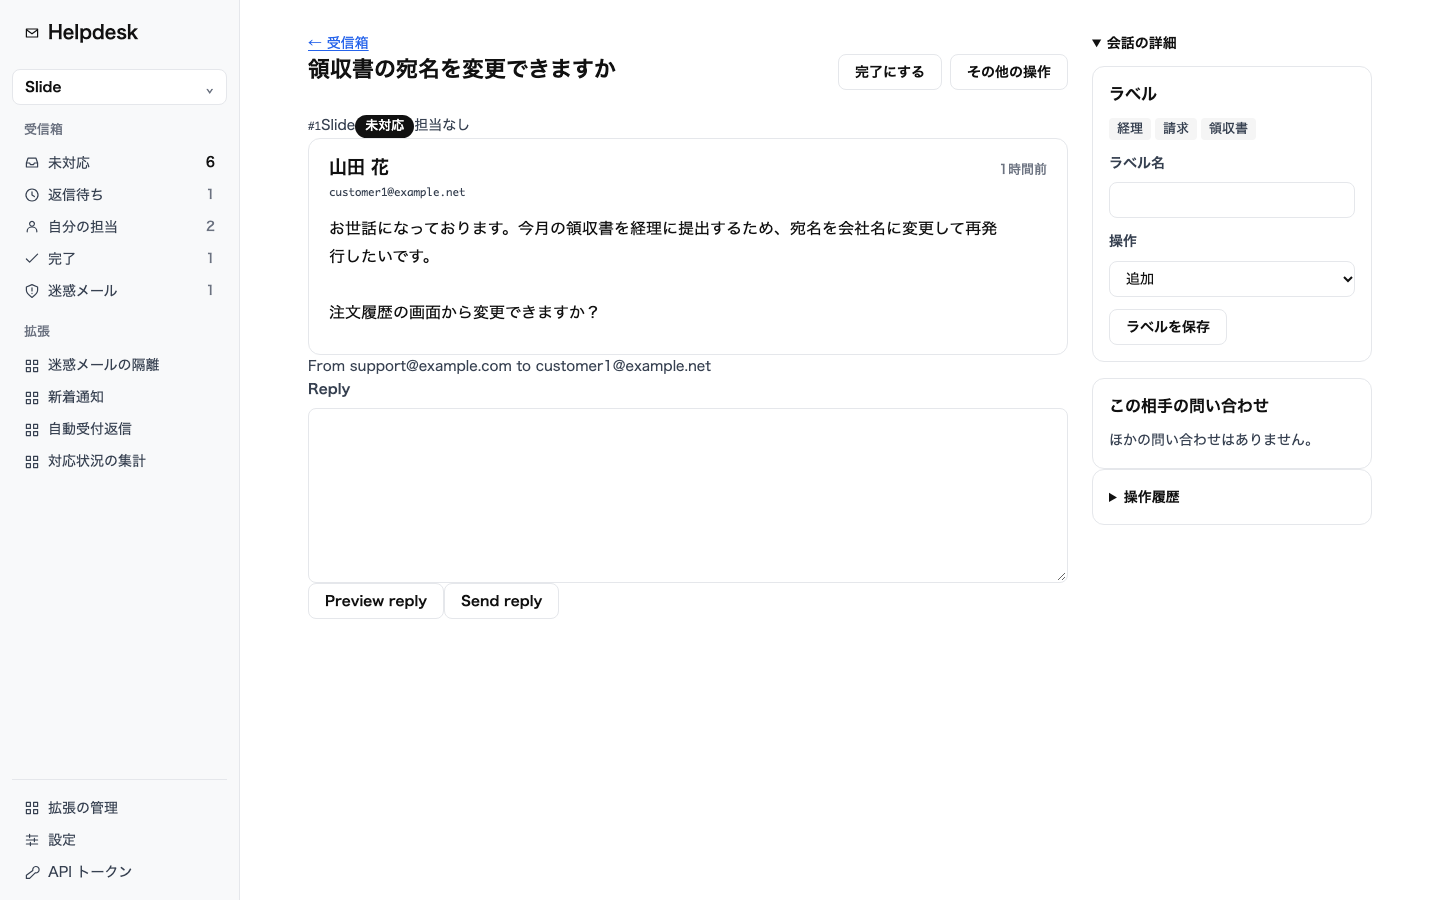 Helpdesk
Slide
受信箱
未対応 6
返信待ち 1
自分の担当 2
完了 1
迷惑メール 1
拡張
迷惑メールの隔離
新着通知
自動受付返信
対応状況の集計
拡張の管理
設定
API トークン
← 受信箱
領収書の宛名を変更できますか
完了にする
その他の操作
#1Slide未対応担当なし
山田 花
1時間前
customer1@example.net
お世話になっております。今月の領収書を経理に提出するため、宛名を会社名に変更して再発
行したいです。
注文履歴の画面から変更できますか？
From support@example.com to customer1@example.net
Reply
Preview reply
Send reply
▼ 会話の詳細
ラベル
経理 請求 領収書
ラベル名
操作
追加
ラベルを保存
この相手の問い合わせ
ほかの問い合わせはありません。
▶ 操作履歴